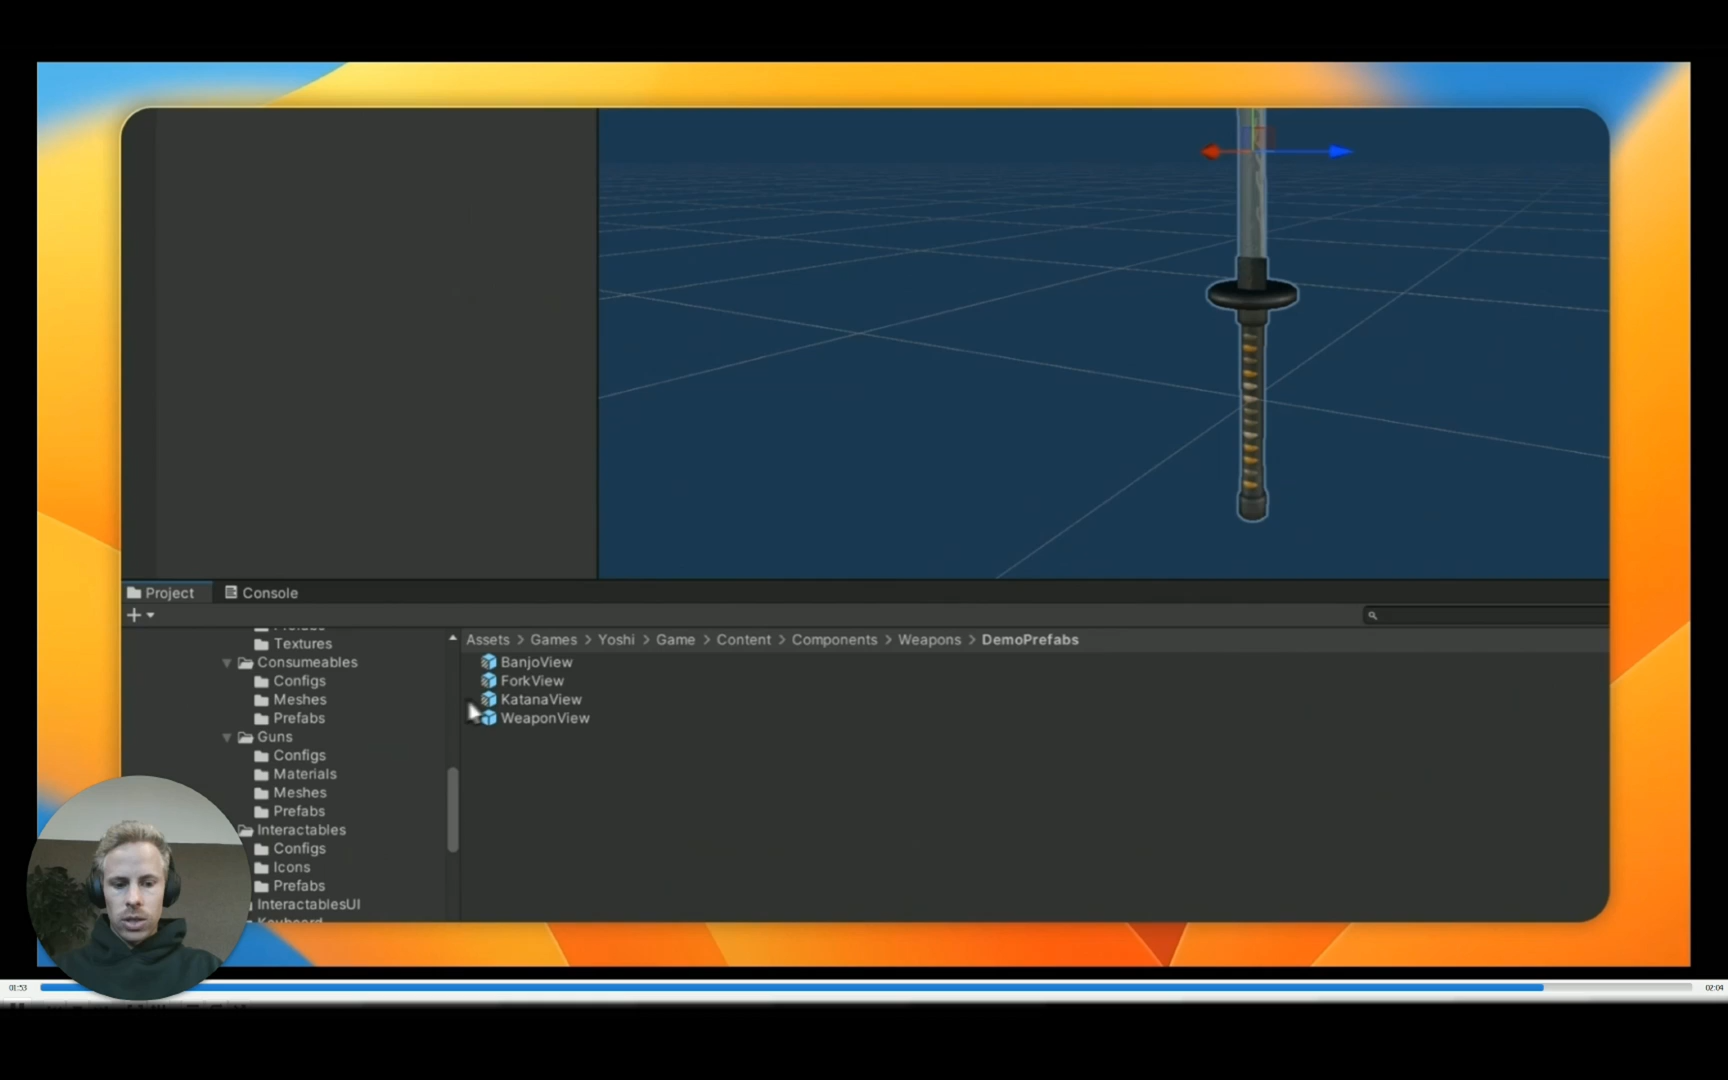 Project
Console
Textures
Consumeables
Configs
Meshes
Prefabs
Guns
Configs
Materials
Meshes
Prefabs
Interactables
Configs
Icons
Prefabs
InteractablesUI
Assets > Games > Yoshi > Game > Content > Components > Weapons > DemoPrefabs
BanjoView
ForkView
KatanaView
WeaponView
01:53
02:04